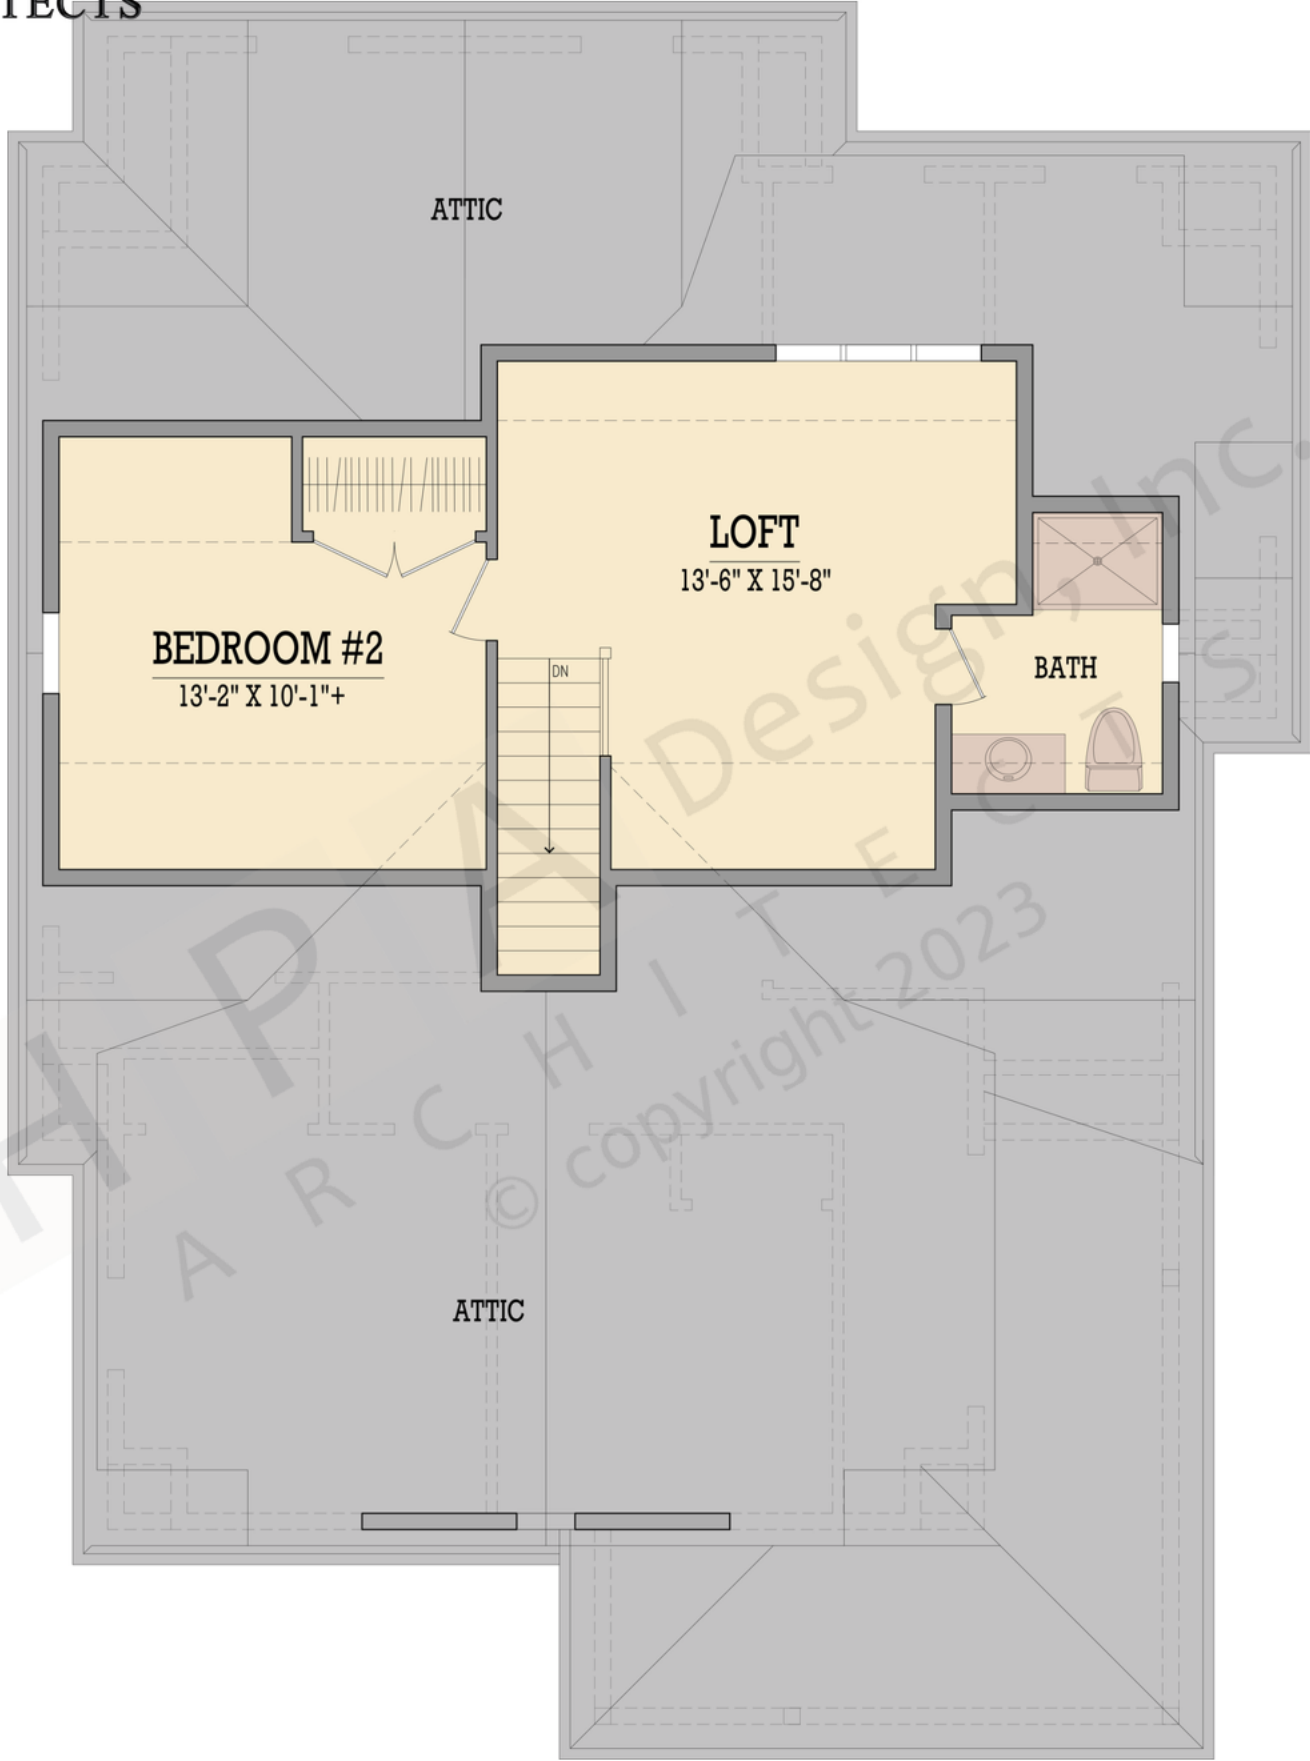 TECTS
ATTIC
LOFT
13'-6" X 15'-8"
BEDROOM #2
13'-2" X 10'-1"+
DN
BATH
HPA Design, Inc.
ARCHITECTS
© copyright 2023
ATTIC